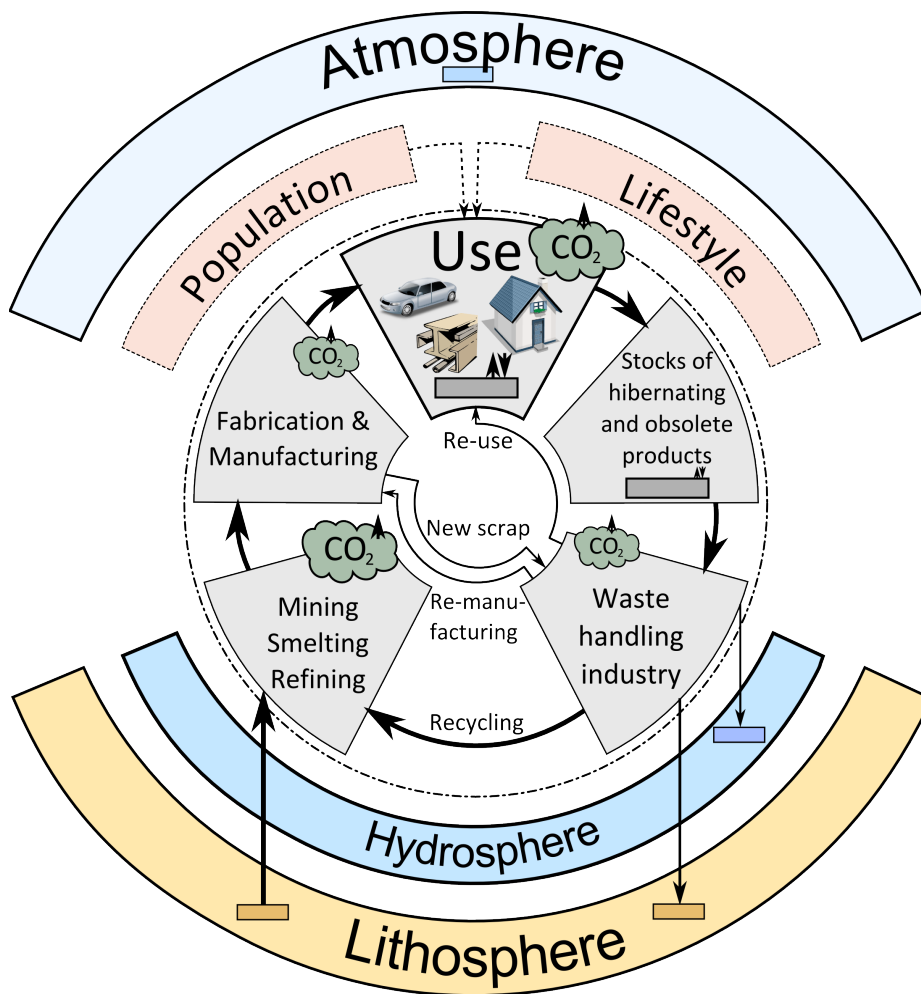 Atmosphere
Population
Lifestyle
Use
CO2
CO2
Stocks of
hibernating
and obsolete
products
Fabrication &
Manufacturing
Re-use
New scrap
CO2
CO2
Mining
Smelting
Refining
Re-manu-
facturing
Waste
handling
industry
Recycling
Hydrosphere
Lithosphere